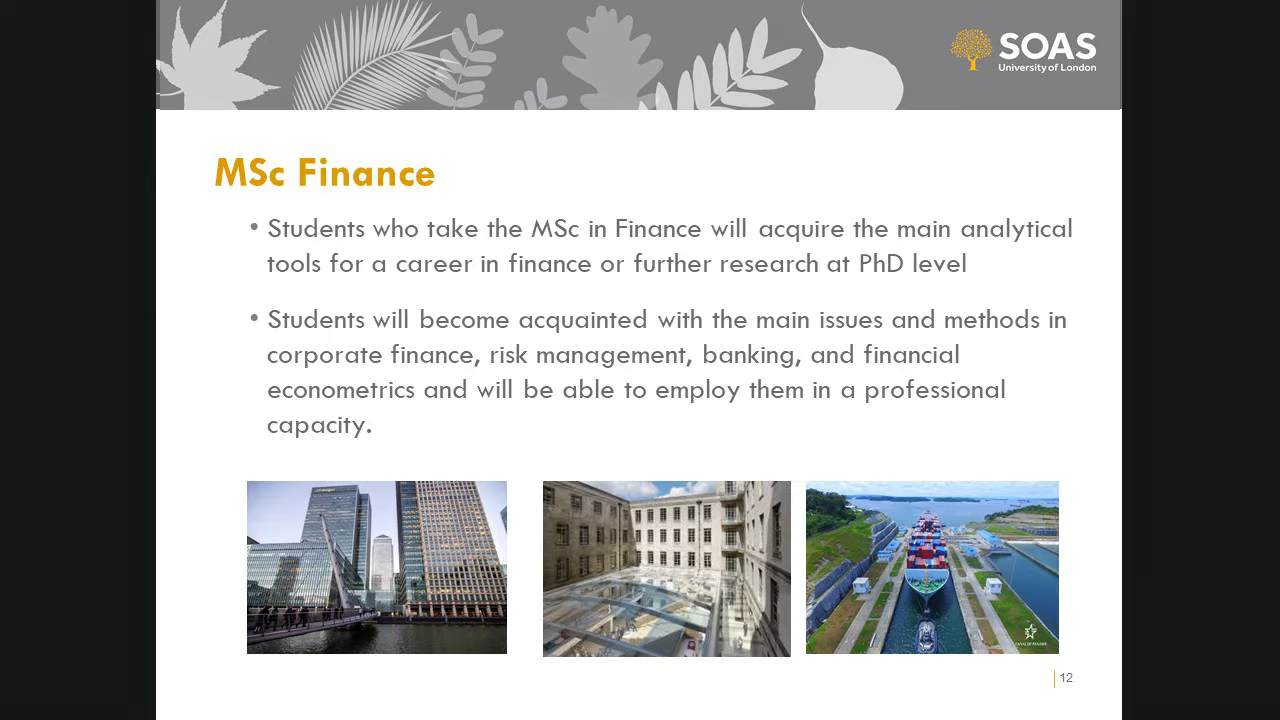 SOAS
University of London
MSc Finance
• Students who take the MSc in Finance will acquire the main analytical
tools for a career in finance or further research at PhD level
• Students will become acquainted with the main issues and methods in
corporate finance, risk management, banking, and financial
econometrics and will be able to employ them in a professional
capacity.
CANAL DE PANAMÁ
12